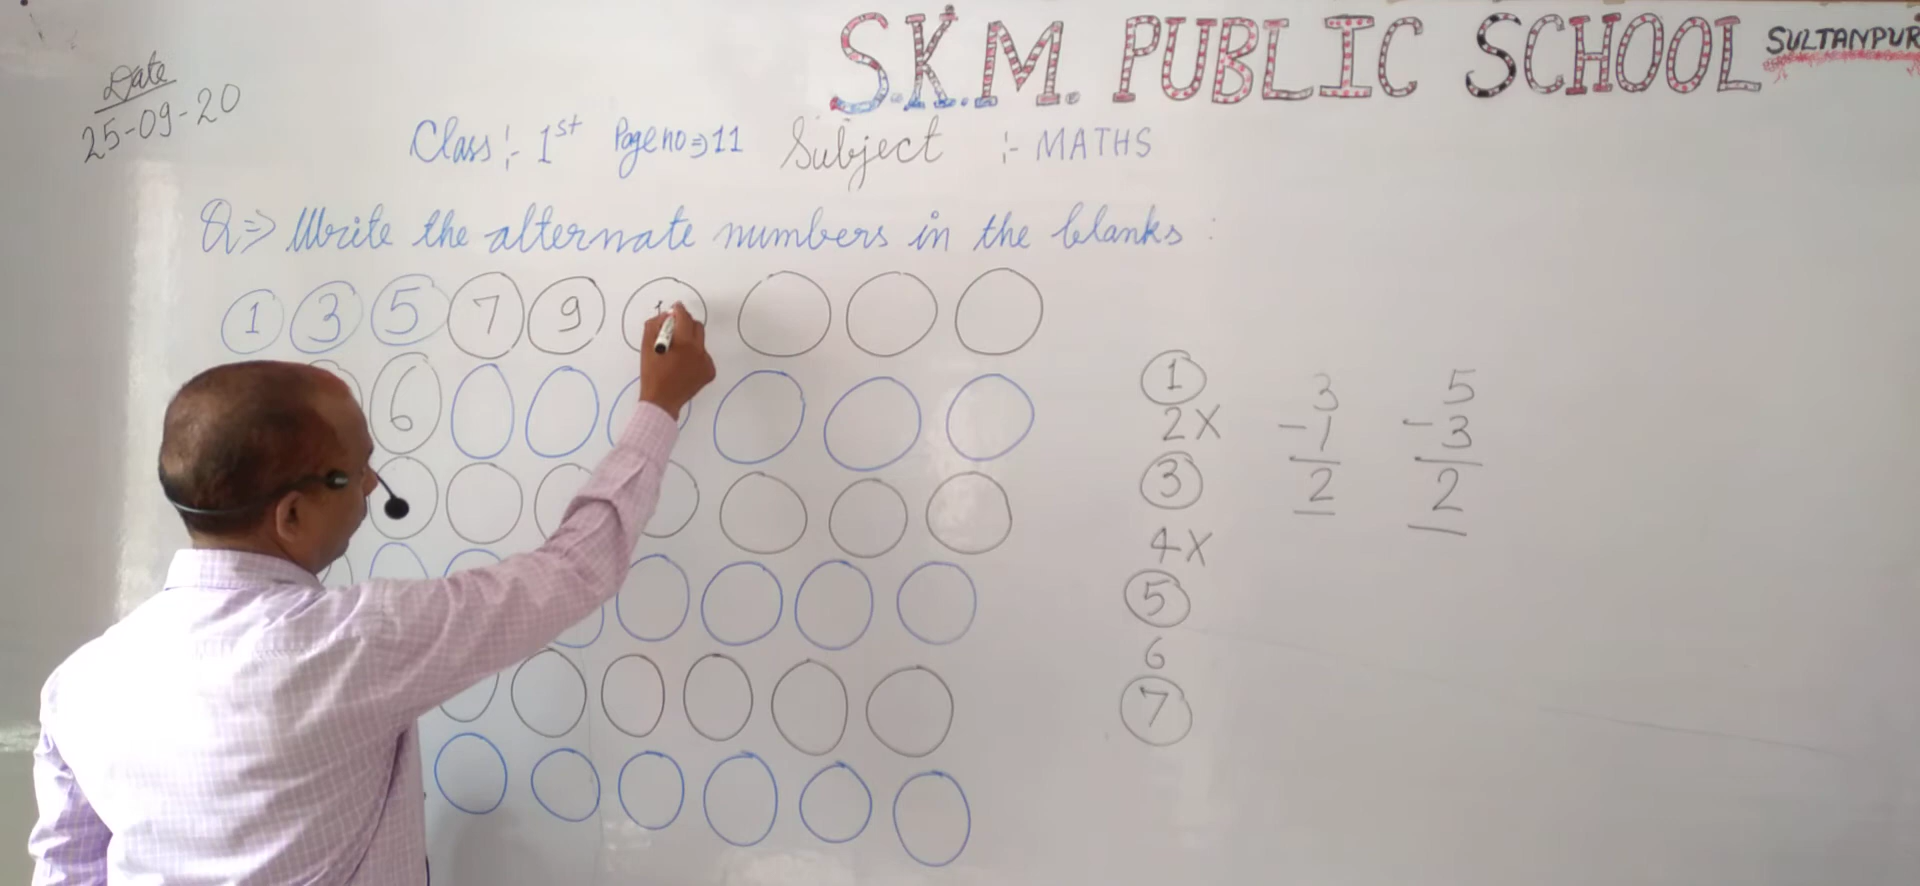 S.K.M. PUBLIC SCHOOL SULTANPUR
Date
25-09-20
Class :- 1st Page no⇒11 Subject :- MATHS
Q⇒ Write the alternate numbers in the blanks :
1 3 5 7 9
6
1
2X
3
4X
5
6
7
3
-1
2
5
-3
2